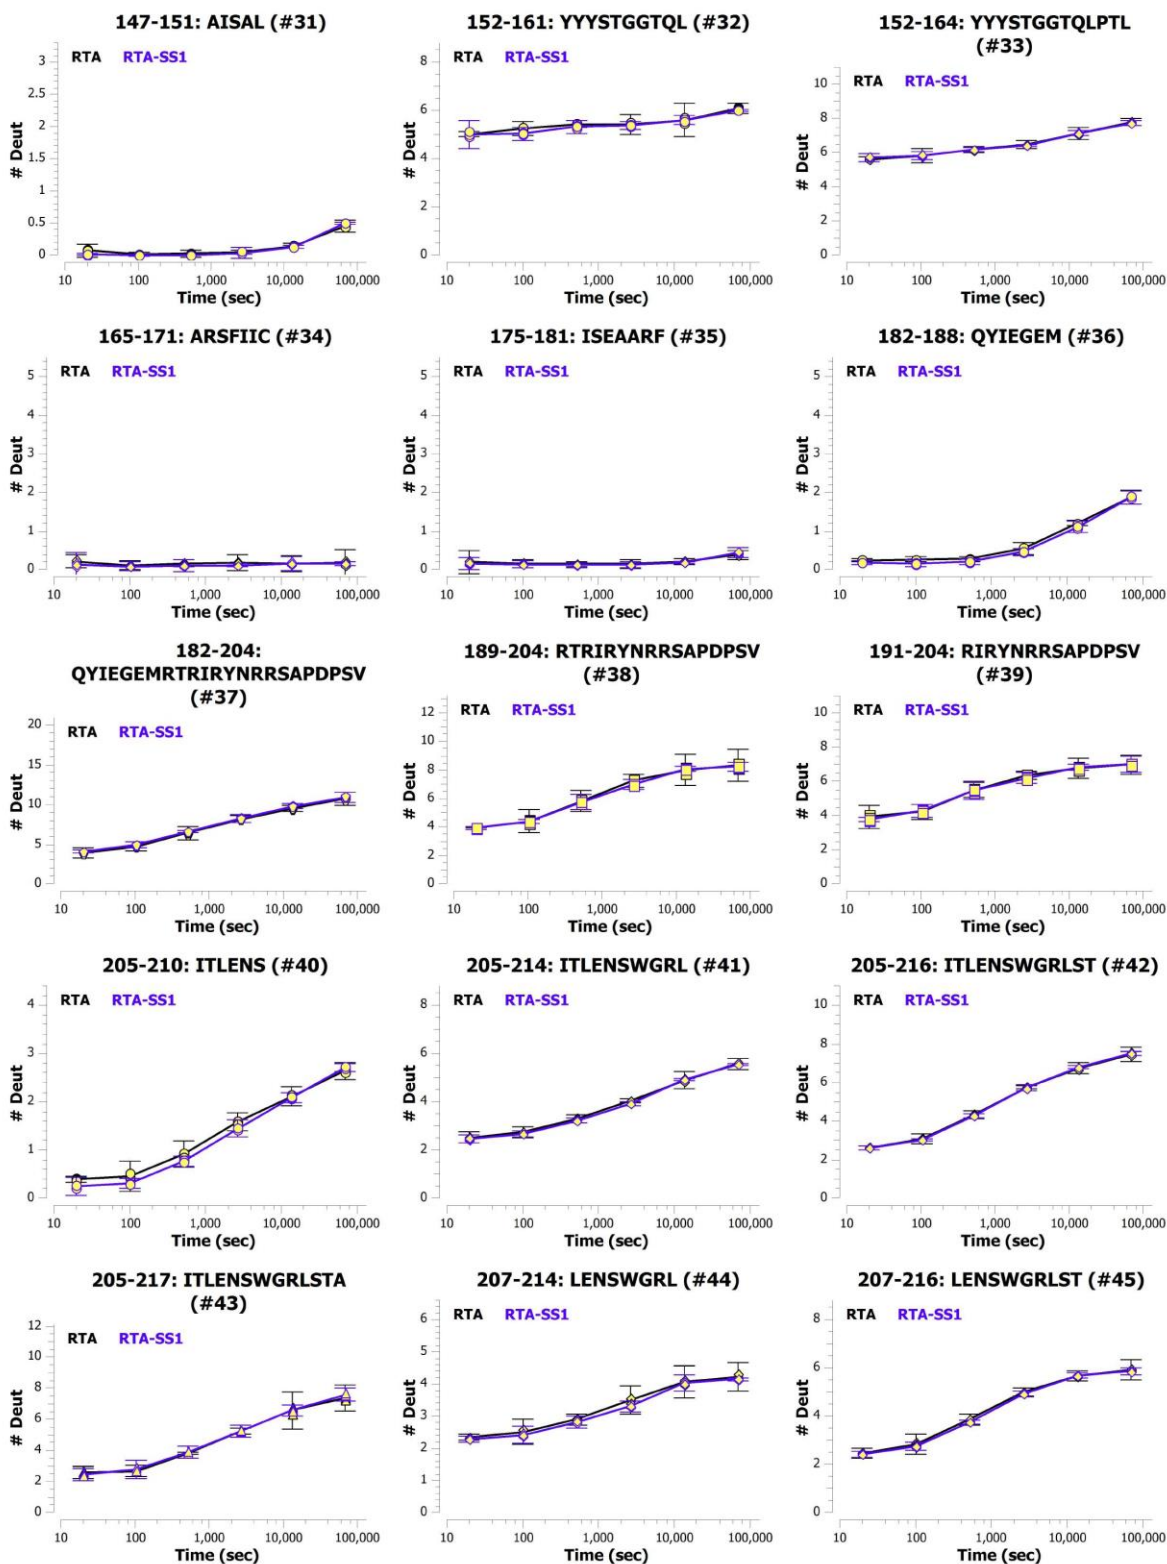 147-151: AISAL (#31)
RTA RTA-SS1
# Deut
3
2.5
2
1.5
1
0.5
0
10 100 1,000 10,000 100,000
Time (sec)
152-161: YYYSTGGTQL (#32)
RTA RTA-SS1
# Deut
8
6
4
2
0
10 100 1,000 10,000 100,000
Time (sec)
152-164: YYYSTGGTQLPTL
(#33)
RTA RTA-SS1
# Deut
10
8
6
4
2
0
10 100 1,000 10,000 100,000
Time (sec)
165-171: ARSFIIC (#34)
RTA RTA-SS1
# Deut
5
4
3
2
1
0
10 100 1,000 10,000 100,000
Time (sec)
175-181: ISEAARF (#35)
RTA RTA-SS1
# Deut
5
4
3
2
1
0
10 100 1,000 10,000 100,000
Time (sec)
182-188: QYIEGEM (#36)
RTA RTA-SS1
# Deut
5
4
3
2
1
0
10 100 1,000 10,000 100,000
Time (sec)
182-204:
QYIEGEMRTRIRYNRRSAPDPSV
(#37)
RTA RTA-SS1
# Deut
20
15
10
5
0
10 100 1,000 10,000 100,000
Time (sec)
189-204: RTRIRYNRRSAPDPSV
(#38)
RTA RTA-SS1
# Deut
12
10
8
6
4
2
0
10 100 1,000 10,000 100,000
Time (sec)
191-204: RIRYNRRSAPDPSV
(#39)
RTA RTA-SS1
# Deut
10
8
6
4
2
0
10 100 1,000 10,000 100,000
Time (sec)
205-210: ITLENS (#40)
RTA RTA-SS1
# Deut
4
3
2
1
0
10 100 1,000 10,000 100,000
Time (sec)
205-214: ITLENSWGRL (#41)
RTA RTA-SS1
# Deut
8
6
4
2
0
10 100 1,000 10,000 100,000
Time (sec)
205-216: ITLENSWGRLST (#42)
RTA RTA-SS1
# Deut
10
8
6
4
2
0
10 100 1,000 10,000 100,000
Time (sec)
205-217: ITLENSWGRLSTA
(#43)
RTA RTA-SS1
# Deut
12
10
8
6
4
2
0
10 100 1,000 10,000 100,000
Time (sec)
207-214: LENSWGRL (#44)
RTA RTA-SS1
# Deut
6
5
4
3
2
1
0
10 100 1,000 10,000 100,000
Time (sec)
207-216: LENSWGRLST (#45)
RTA RTA-SS1
# Deut
8
6
4
2
0
10 100 1,000 10,000 100,000
Time (sec)